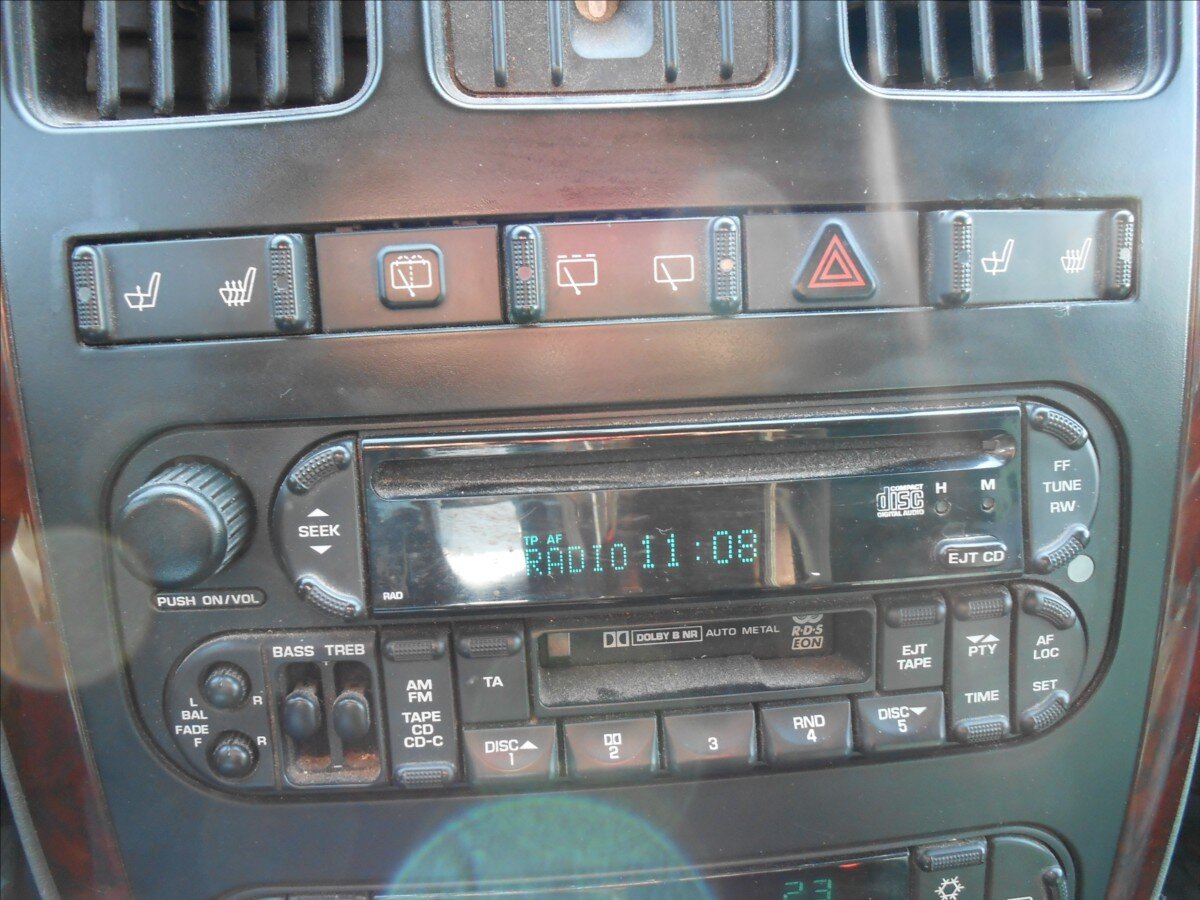 COMPACT
disc
DIGITAL AUDIO
H M
FF
TUNE
RW
SEEK
TP AF
RADIO 11:08
EJT CD
RAD
PUSH ON/VOL
BASS TREB
L R
BAL
FADE
F R
AM
FM
TAPE
CD
CD-C
TA
DOLBY B NR AUTO METAL
R·D·S
EON
EJT
TAPE
PTY
TIME
AF
LOC
SET
DISC
1
2
3
RND
4
DISC
5
23